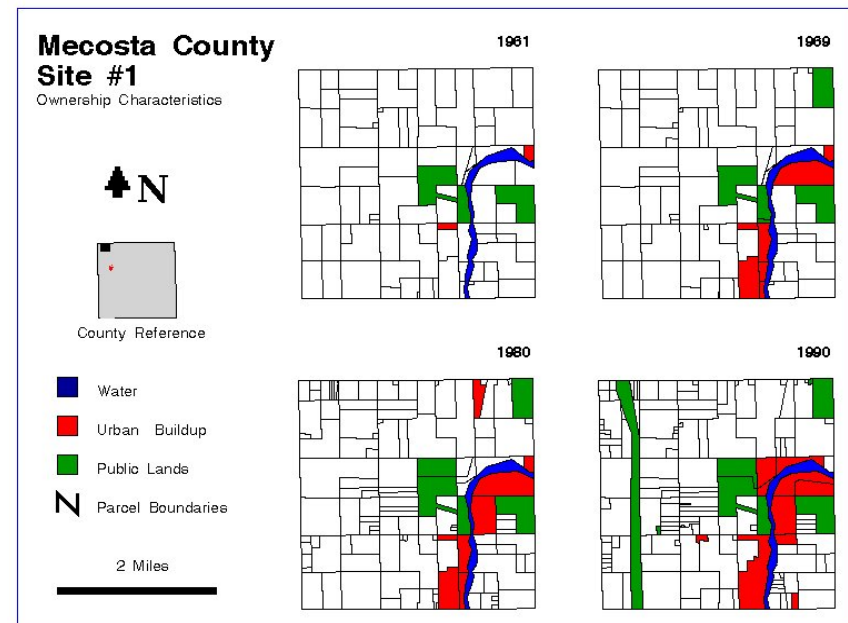 Mecosta County
Site #1
Ownership Characteristics
N
County Reference
Water
Urban Buildup
Public Lands
N Parcel Boundaries
2 Miles
1961
1969
1980
1990